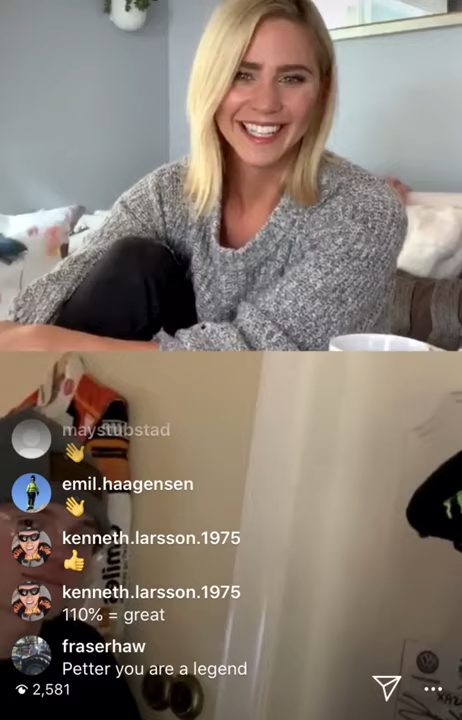 maystubstad
👋
emil.haagensen
👋
kenneth.larsson.1975
👍
kenneth.larsson.1975
110% = great
fraserhaw
Petter you are a legend
2,581